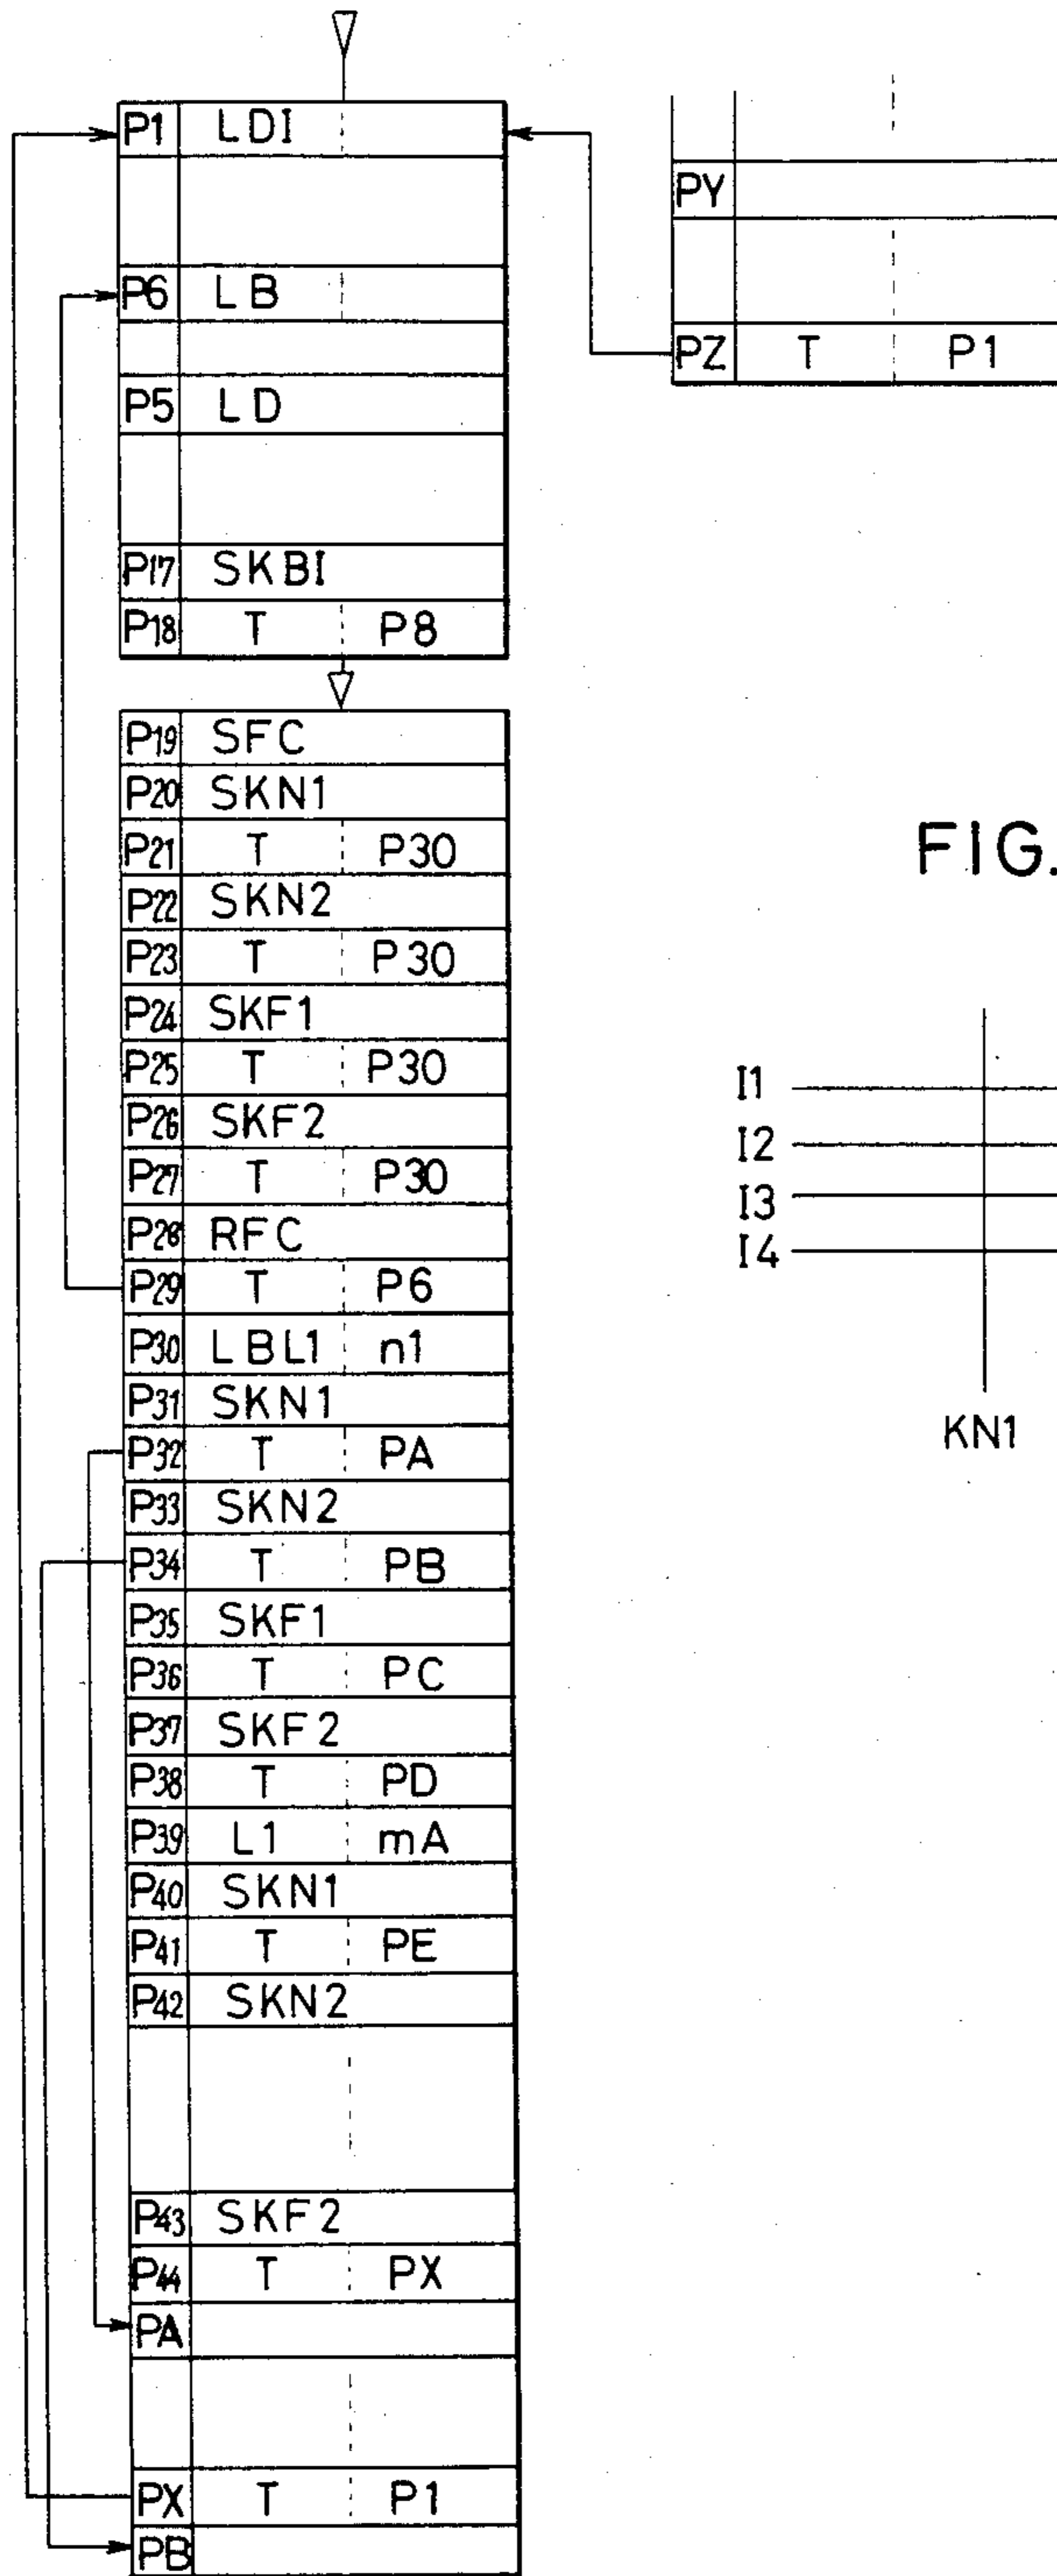 P1 LDI
P6 LB
P5 LD
P17 SKBI
P18 T P8
P19 SFC
P20 SKN1
P21 T P30
P22 SKN2
P23 T P30
P24 SKF1
P25 T P30
P26 SKF2
P27 T P30
P28 RFC
P29 T P6
P30 LBL1 n1
P31 SKN1
P32 T PA
P33 SKN2
P34 T PB
P35 SKF1
P36 T PC
P37 SKF2
P38 T PD
P39 L1 mA
P40 SKN1
P41 T PE
P42 SKN2
P43 SKF2
P44 T PX
PA
PX T P1
PB
PY
PZ T P1
FIG.
I1
I2
I3
I4
KN1